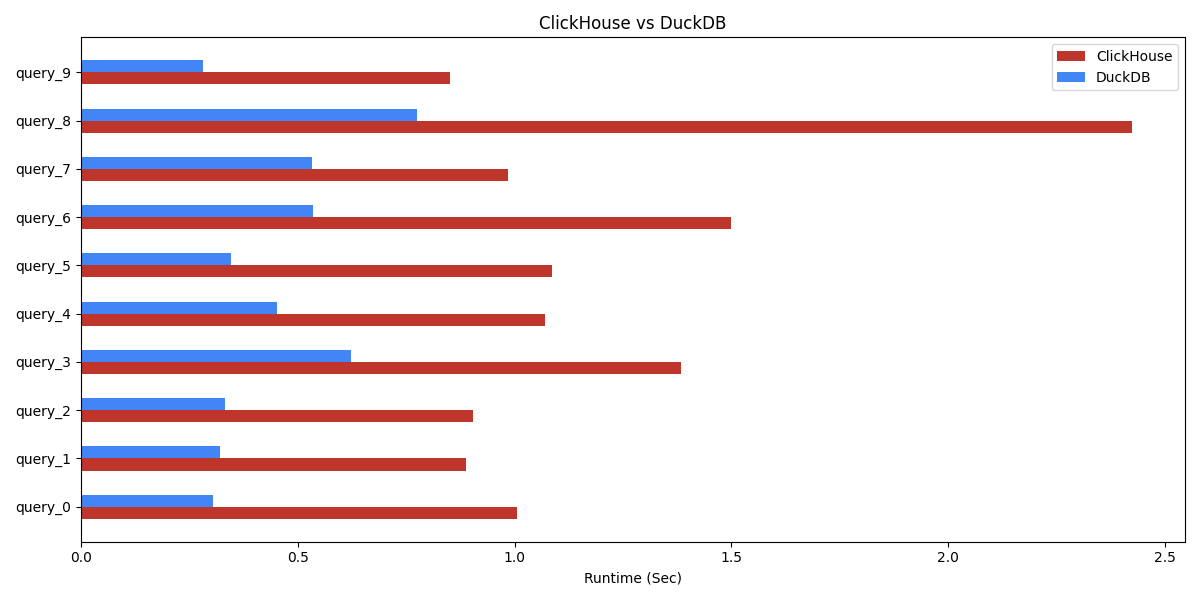 ClickHouse vs DuckDB
ClickHouse
DuckDB
query_9
query_8
query_7
query_6
query_5
query_4
query_3
query_2
query_1
query_0
0.0 0.5 1.0 1.5 2.0 2.5
Runtime (Sec)